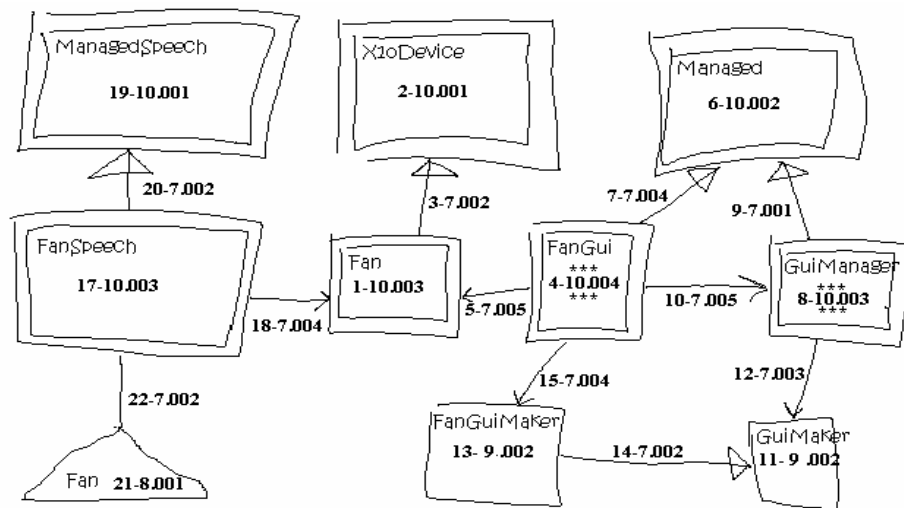 ManagedSpeech
19-10.001
X10Device
2-10.001
Managed
6-10.002
20-7.002
3-7.002
7-7.004
9-7.001
FanSpeech
17-10.003
Fan
1-10.003
FanGui
***
4-10.004
***
GuiManager
***
8-10.003
***
18-7.004
5-7.005
10-7.005
22-7.002
15-7.004
12-7.003
FanGuiMaker
13- 9 .002
14-7.002
GuiMaker
11- 9 .002
Fan 21-8.001